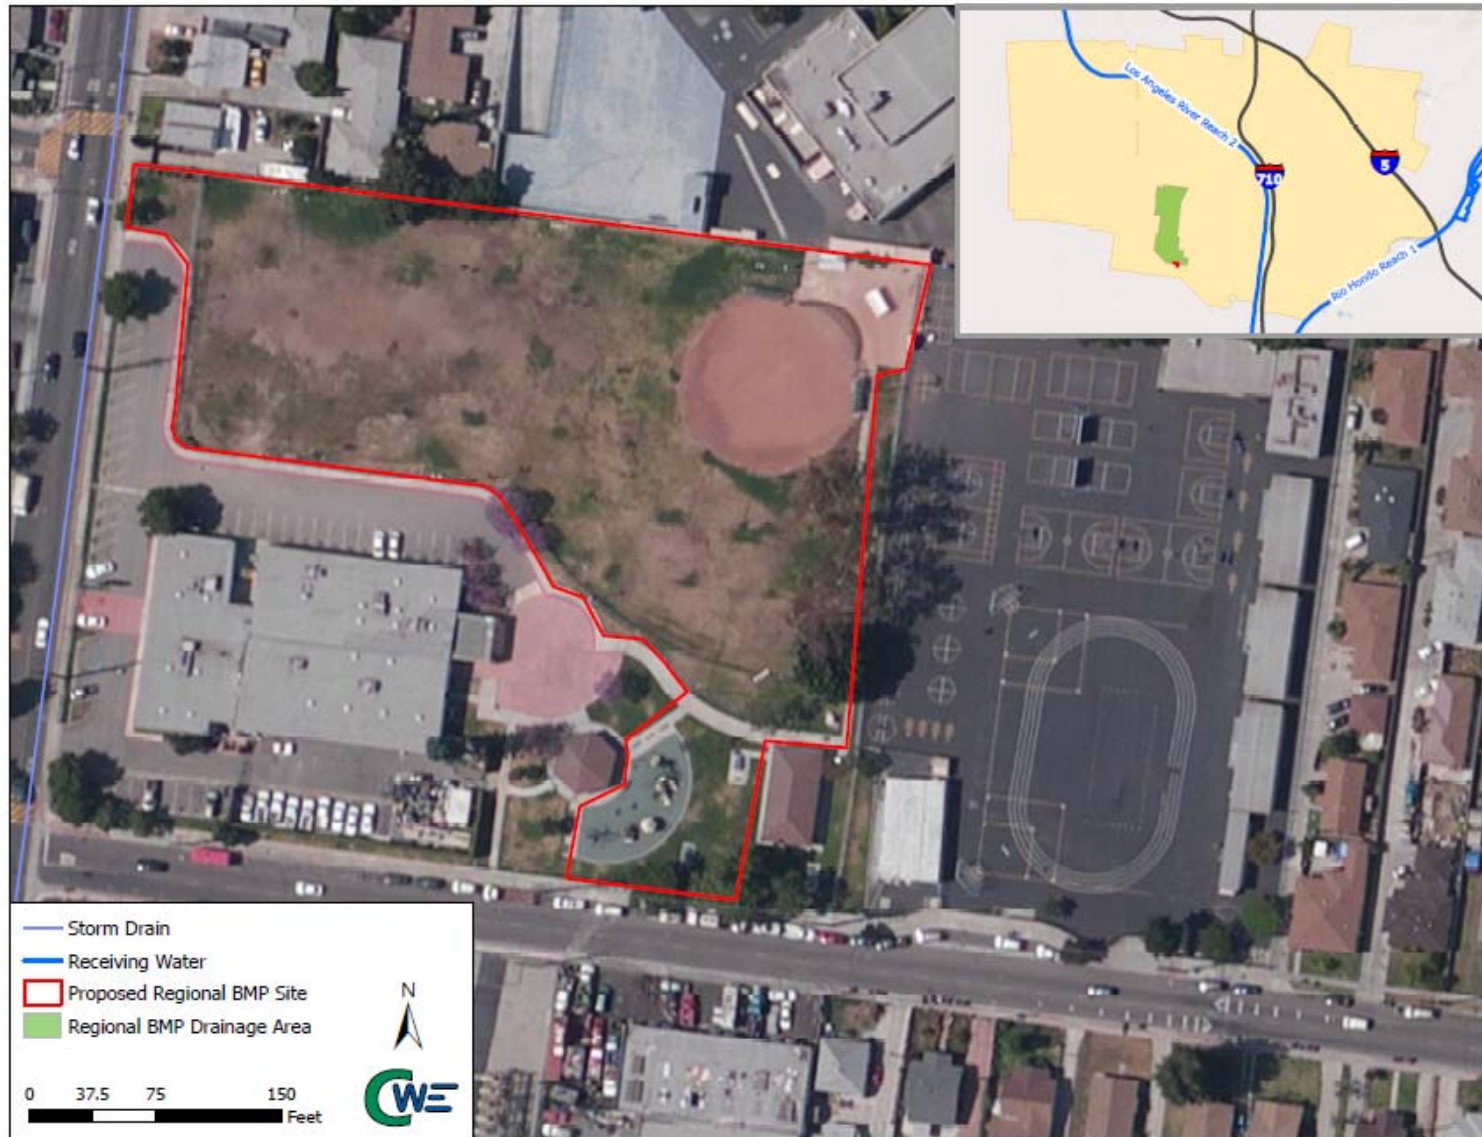 Los Angeles River Reach 2
710
5
Rio Hondo Reach 1
Storm Drain
Receiving Water
Proposed Regional BMP Site
Regional BMP Drainage Area
N
0 37.5 75 150
Feet
CWE